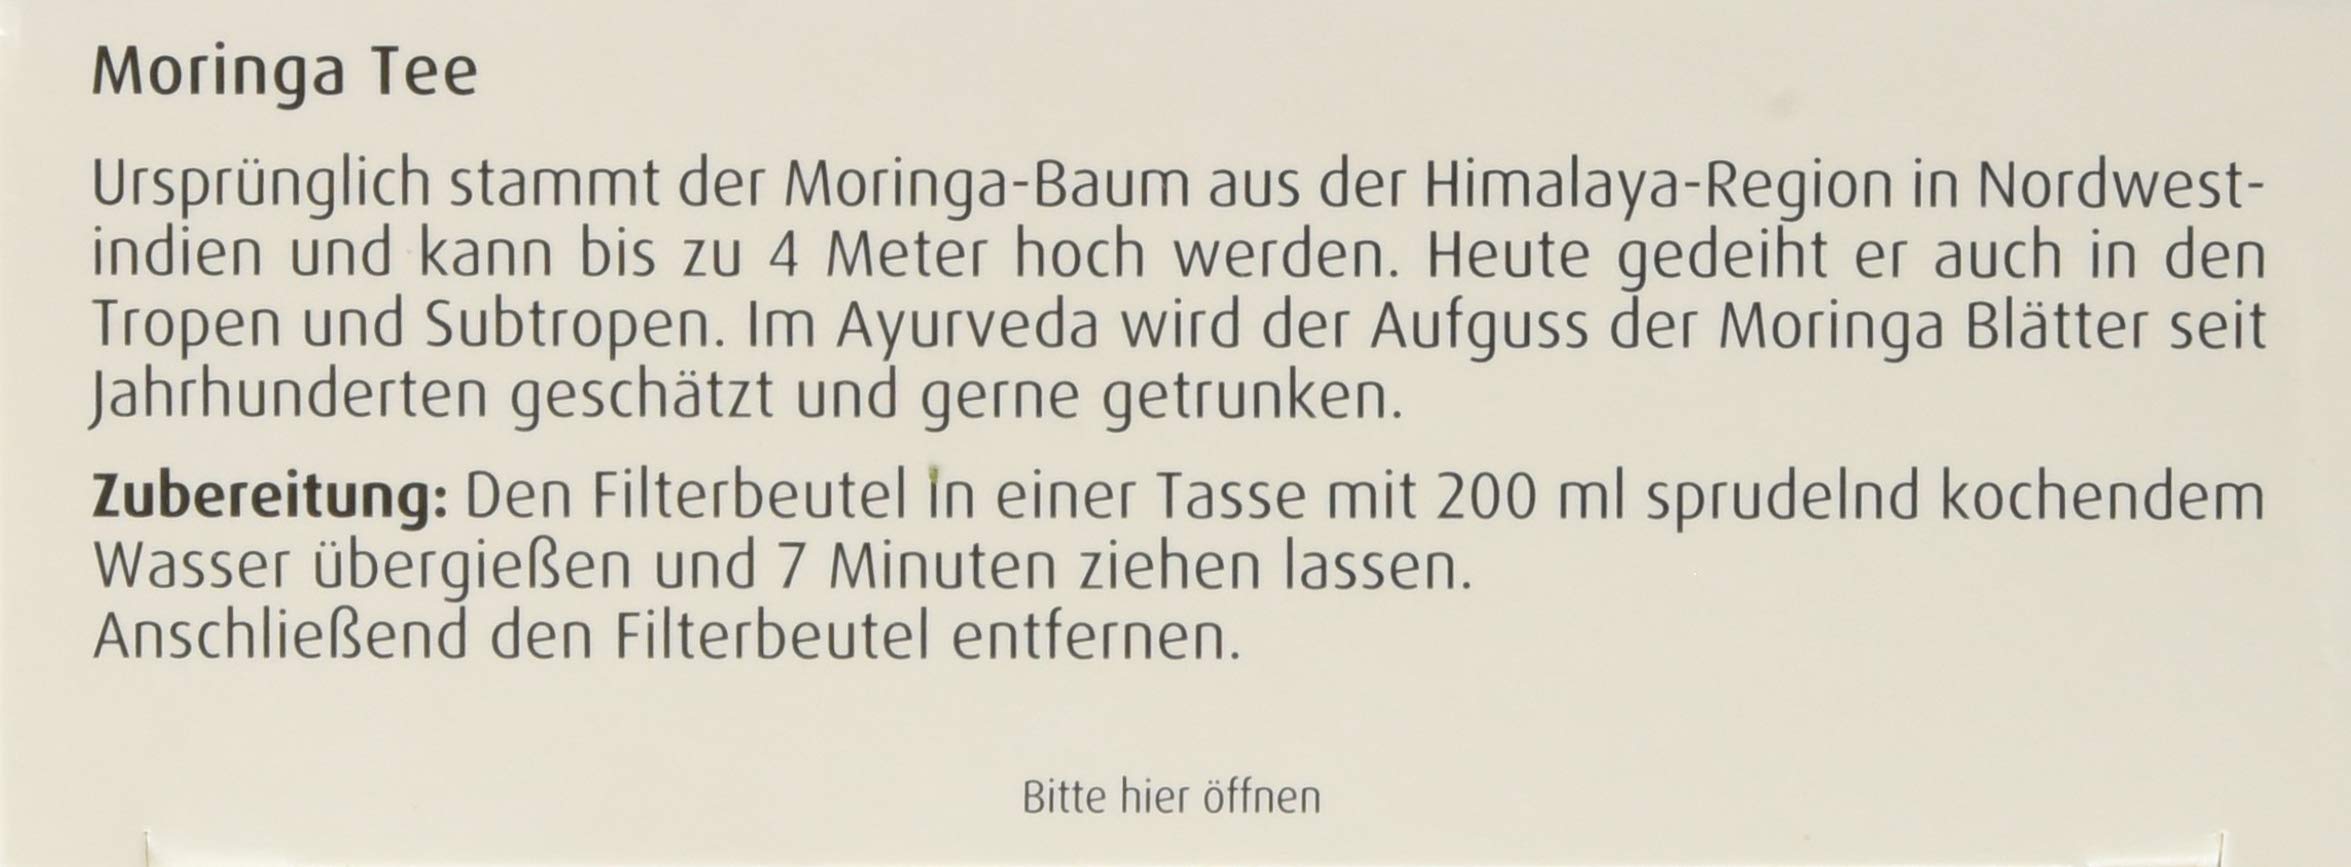 Moringa Tee
Ursprünglich stammt der Moringa-Baum aus der Himalaya-Region in Nordwest-
indien und kann bis zu 4 Meter hoch werden. Heute gedeiht er auch in den
Tropen und Subtropen. Im Ayurveda wird der Aufguss der Moringa Blätter seit
Jahrhunderten geschätzt und gerne getrunken.
Zubereitung: Den Filterbeutel in einer Tasse mit 200 ml sprudelnd kochendem
Wasser übergießen und 7 Minuten ziehen lassen.
Anschließend den Filterbeutel entfernen.
Bitte hier öffnen